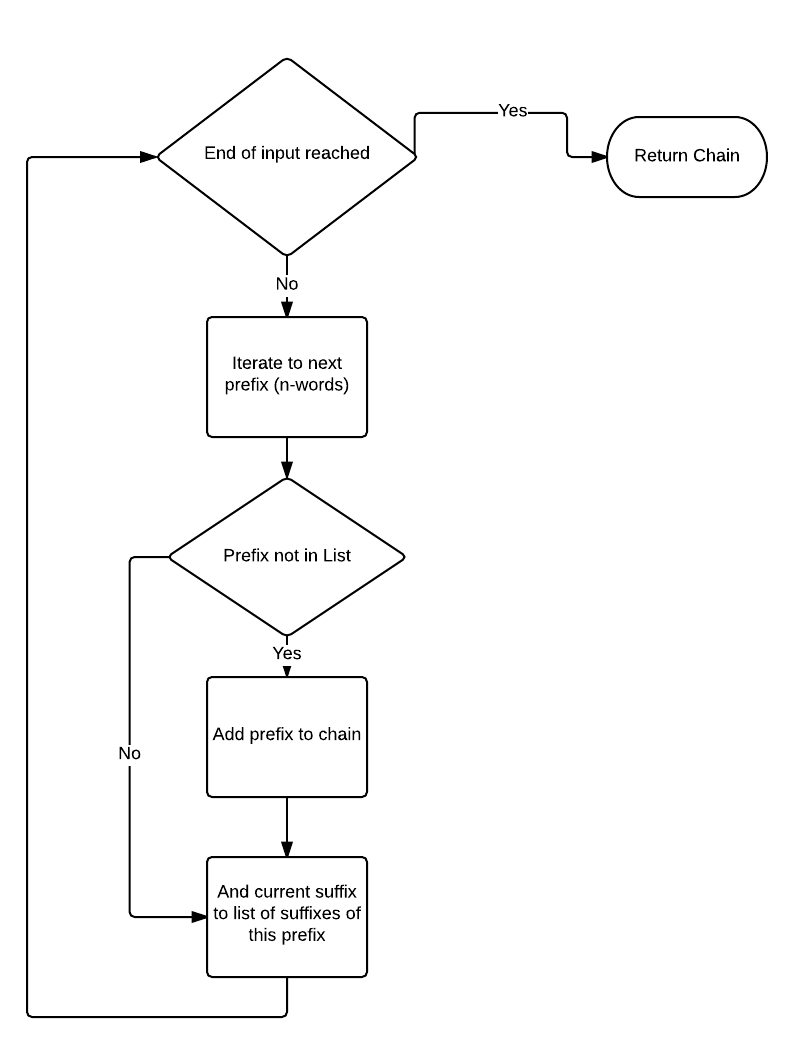 End of input reached
Yes
Return Chain
No
Iterate to next
prefix (n-words)
Prefix not in List
Yes
Add prefix to chain
No
And current suffix
to list of suffixes of
this prefix